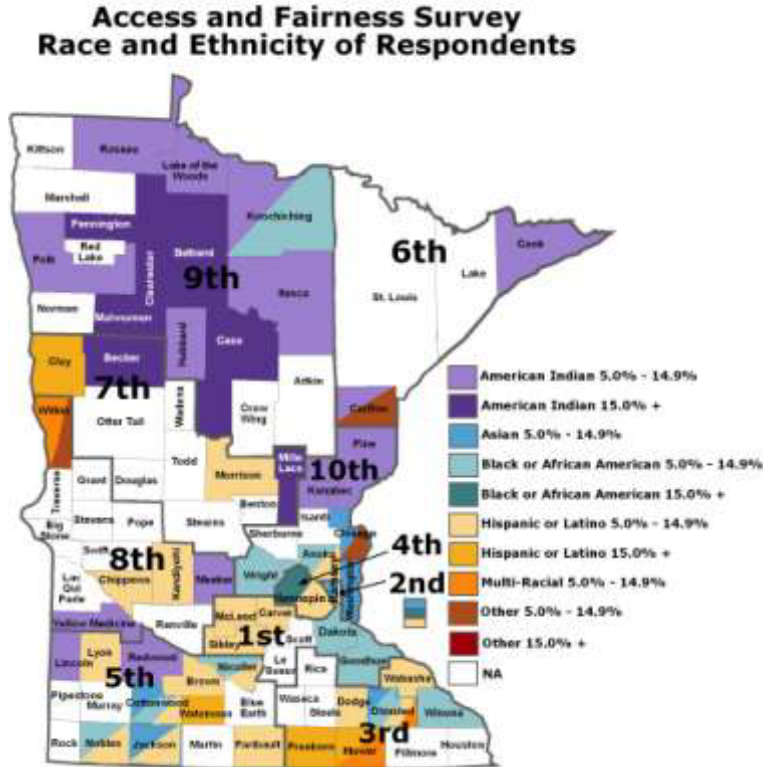 Access and Fairness Survey
Race and Ethnicity of Respondents
Kittson
Roseau
Lake of the
Woods
Marshall
Koochiching
Pennington
Red
Lake
Polk
Clearwater
Beltrami
9th
6th
Cook
Lake
St. Louis
Itasca
Norman
Mahnomen
Hubbard
Cass
Clay
Becker
7th
Aitkin
Wadena
Crow
Wing
Carlton
Wilkin
Otter Tail
Pine
Todd
Mille
Lacs
10th
Morrison
Kanabec
Traverse
Grant
Douglas
Benton
Isanti
Big
Stone
Stevens
Pope
Stearns
Sherburne
Chisago
Swift
8th
Kandiyohi
Anoka
4th
Wright
Lac
Qui
Parle
Chippewa
Meeker
Hennepin
Washington
2nd
Yellow Medicine
Renville
McLeod
Carver
Dakota
Sibley
1st
Scott
Lincoln
Lyon
Redwood
5th
Nicollet
Le
Sueur
Rice
Goodhue
Wabasha
Brown
Pipestone
Murray
Cottonwood
Watonwan
Blue
Earth
Waseca
Steele
Dodge
Olmsted
Winona
3rd
Rock
Nobles
Jackson
Martin
Faribault
Freeborn
Mower
Fillmore
Houston
American Indian 5.0% - 14.9%
American Indian 15.0% +
Asian 5.0% - 14.9%
Black or African American 5.0% - 14.9%
Black or African American 15.0% +
Hispanic or Latino 5.0% - 14.9%
Hispanic or Latino 15.0% +
Multi-Racial 5.0% - 14.9%
Other 5.0% - 14.9%
Other 15.0% +
NA